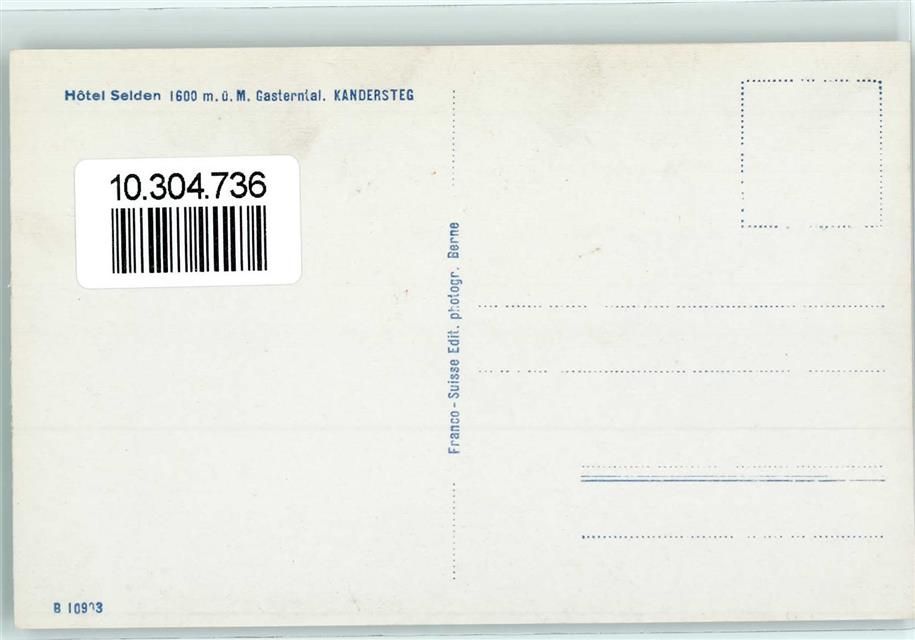 Hôtel Selden 1600 m. ü. M. Gasterntal. KANDERSTEG
10.304.736
Franco - Suisse Edit. photogr. Berne